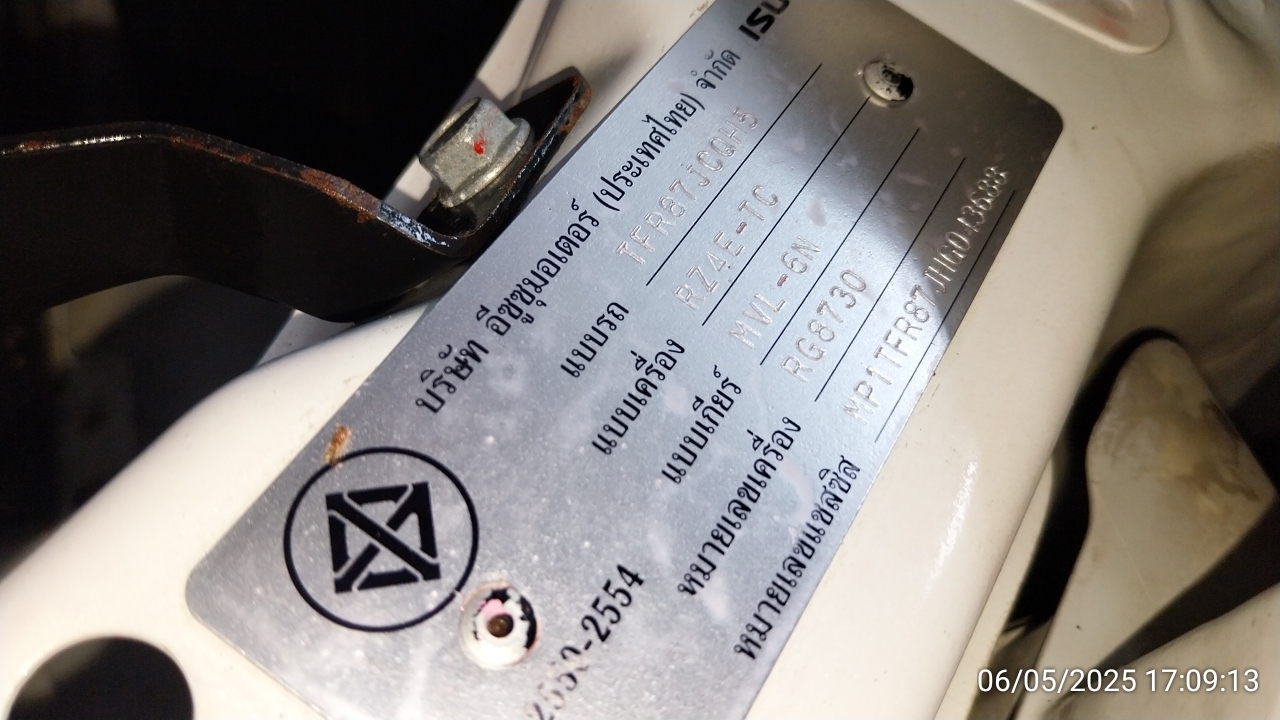 ISU
บริษัท อีซูซุมอเตอร์ (ประเทศไทย) จำกัด
แบบรถ TFR87JCQH5
แบบเครื่อง RZ4E-TC
แบบเกียร์ MVL-6N
หมายเลขเครื่อง RG8730
หมายเลขแชสซีส MP1TFR87JHG043688
-2554
06/05/2025 17:09:13